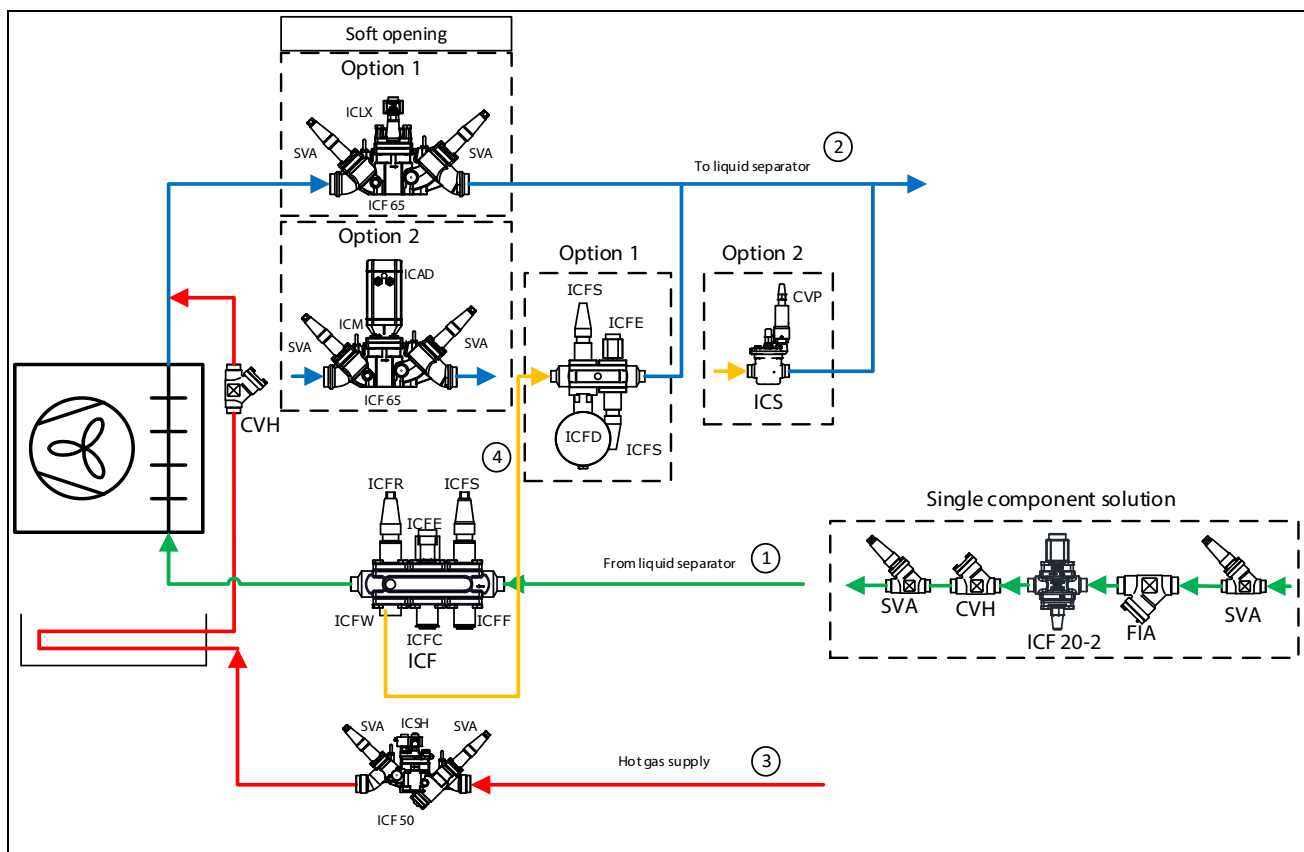 Soft opening
Option 1
ICLX
SVA
SVA
ICF 65
To liquid separator
2
Option 2
ICAD
ICM
SVA
SVA
ICF 65
Option 1
ICFS
ICFE
ICFD
ICFS
Option 2
CVP
ICS
CVH
4
ICFR
ICFS
ICFE
ICFW
ICFC
ICFF
ICF
From liquid separator
1
Single component solution
SVA
CVH
ICF 20-2
FIA
SVA
SVA
ICSH
SVA
ICF 50
Hot gas supply
3